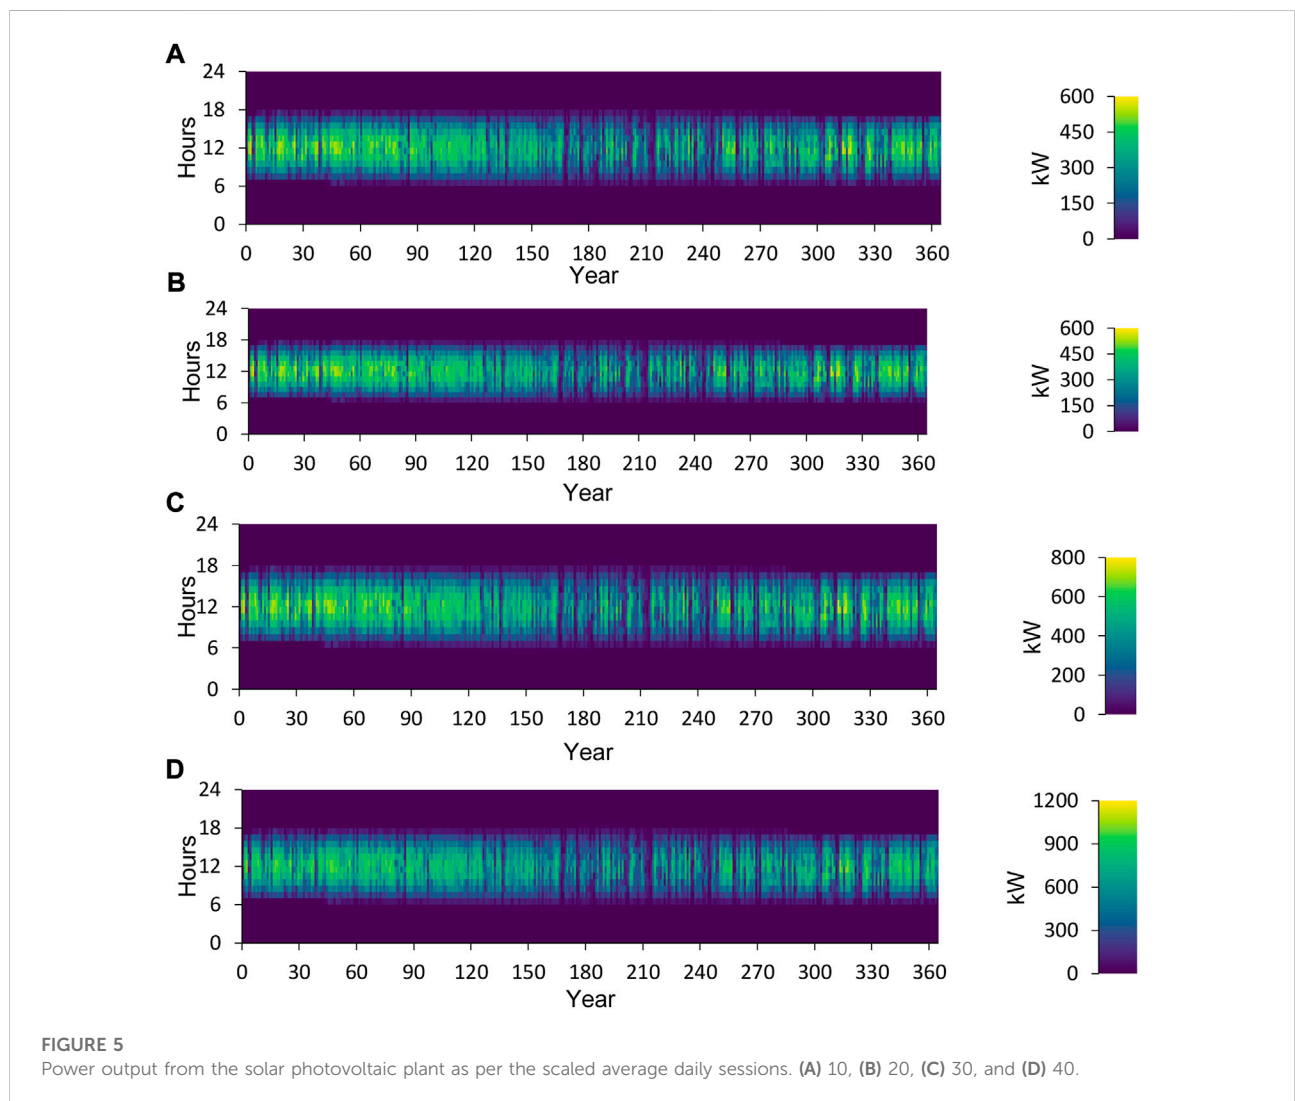 A
24
18
12
6
0
Hours
0 30 60 90 120 150 180 210 240 270 300 330 360
Year
600
450
300
150
0
kW
B
24
18
12
6
0
Hours
0 30 60 90 120 150 180 210 240 270 300 330 360
Year
600
450
300
150
0
kW
C
24
18
12
6
0
Hours
0 30 60 90 120 150 180 210 240 270 300 330 360
Year
800
600
400
200
0
kW
D
24
18
12
6
0
Hours
0 30 60 90 120 150 180 210 240 270 300 330 360
Year
1200
900
600
300
0
kW
FIGURE 5
Power output from the solar photovoltaic plant as per the scaled average daily sessions. (A) 10, (B) 20, (C) 30, and (D) 40.